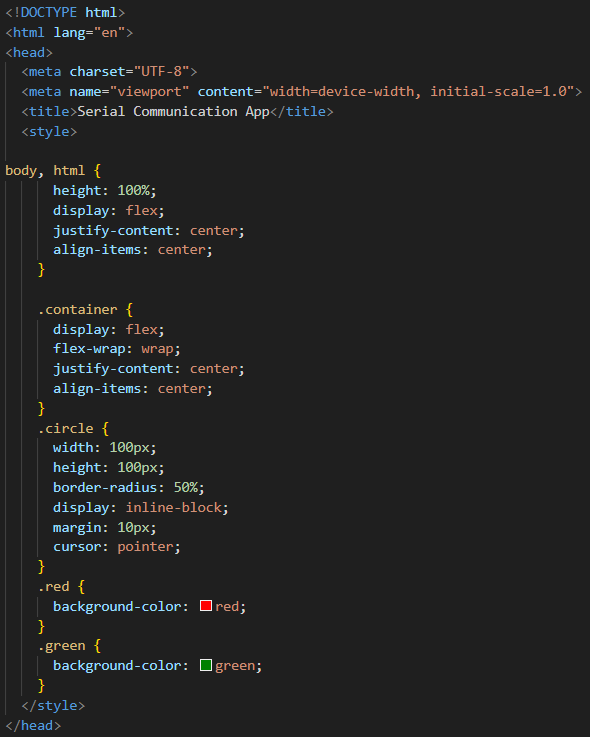 <!DOCTYPE html>
<html lang="en">
<head>
  <meta charset="UTF-8">
  <meta name="viewport" content="width=device-width, initial-scale=1.0">
  <title>Serial Communication App</title>
  <style>

body, html {
      height: 100%;
      display: flex;
      justify-content: center;
      align-items: center;
    }

    .container {
      display: flex;
      flex-wrap: wrap;
      justify-content: center;
      align-items: center;
    }
    .circle {
      width: 100px;
      height: 100px;
      border-radius: 50%;
      display: inline-block;
      margin: 10px;
      cursor: pointer;
    }
    .red {
      background-color: red;
    }
    .green {
      background-color: green;
    }
  </style>
</head>